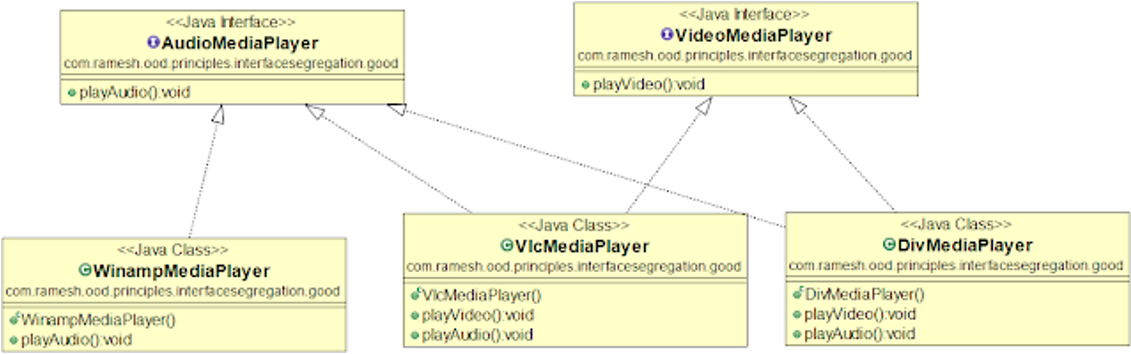 <<Java Interface>>
AudioMediaPlayer
com.ramesh.ood.principles.interfacesegregation.good
playAudio():void
<<Java Interface>>
VideoMediaPlayer
com.ramesh.ood.principles.interfacesegregation.good
playVideo():void
<<Java Class>>
WinampMediaPlayer
com.ramesh.ood.principles.interfacesegregation.good
WinampMediaPlayer()
playAudio():void
<<Java Class>>
VlcMediaPlayer
com.ramesh.ood.principles.interfacesegregation.good
VlcMediaPlayer()
playVideo():void
playAudio():void
<<Java Class>>
DivMediaPlayer
com.ramesh.ood.principles.interfacesegregation.good
DivMediaPlayer()
playVideo():void
playAudio():void